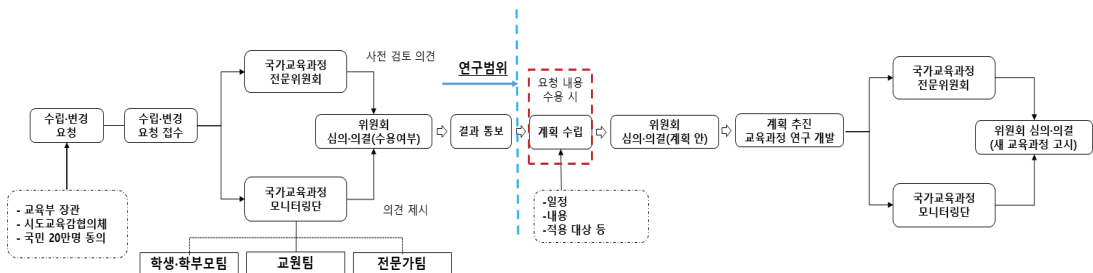 수립·변경
요청
- 교육부 장관
- 시도교육감협의체
- 국민 20만명 동의
수립·변경
요청 접수
국가교육과정
전문위원회
사전 검토 의견
국가교육과정
모니터링단
의견 제시
학생·학부모팀
교원팀
전문가팀
위원회
심의·의결(수용여부)
결과 통보
연구범위
요청 내용
수용 시
계획 수립
-일정
-내용
-적용 대상 등
위원회
심의·의결(계획 안)
계획 추진
교육과정 연구 개발
국가교육과정
전문위원회
국가교육과정
모니터링단
위원회 심의·의결
(새 교육과정 고시)